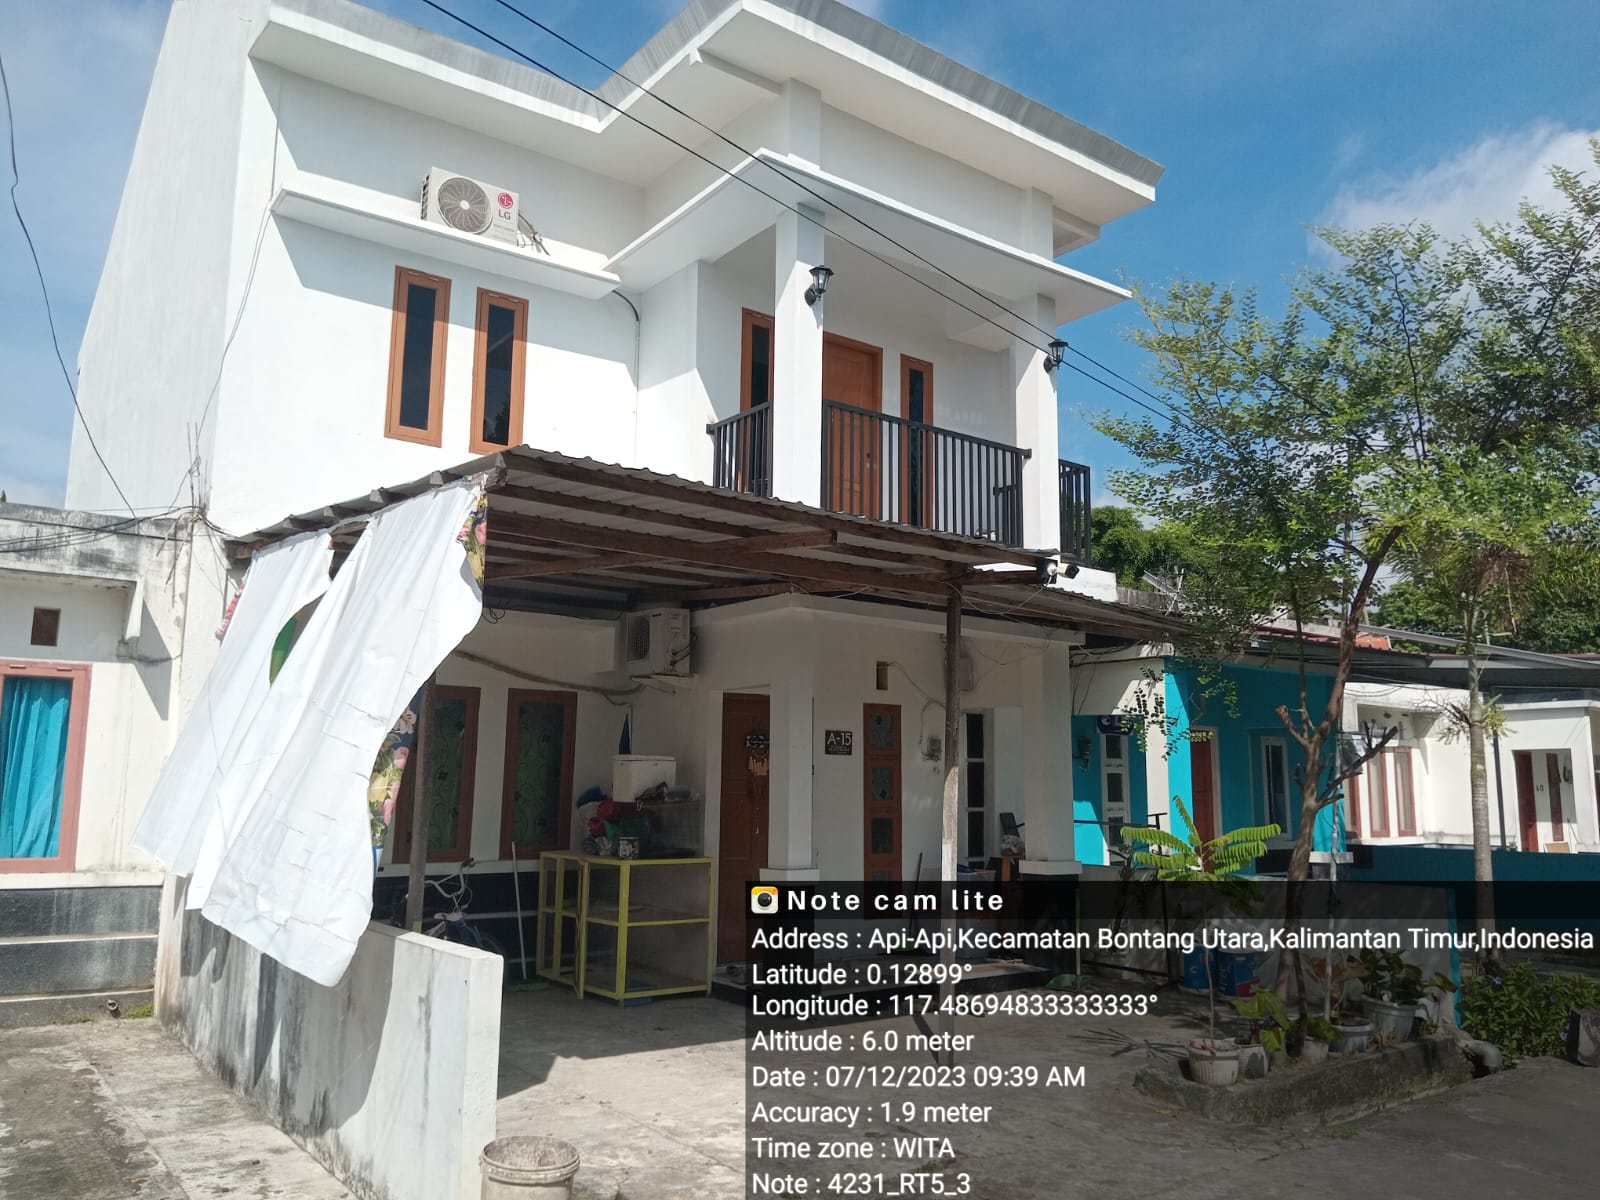 LG
A-15
Note cam lite
Address : Api-Api,Kecamatan Bontang Utara,Kalimantan Timur,Indonesia
Latitude : 0.12899°
Longitude : 117.48694833333333°
Altitude : 6.0 meter
Date : 07/12/2023 09:39 AM
Accuracy : 1.9 meter
Time zone : WITA
Note : 4231_RT5_3